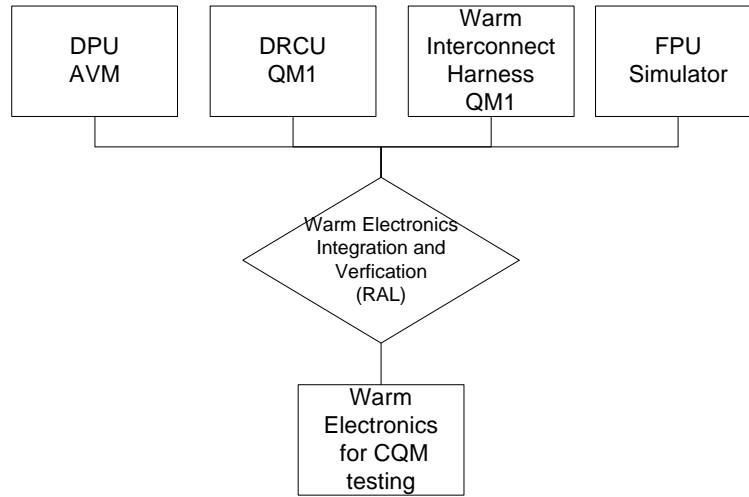 DPU
AVM
DRCU
QM1
Warm
Interconnect
Harness
QM1
FPU
Simulator
Warm Electronics
Integration and
Verfication
(RAL)
Warm
Electronics
for CQM
testing